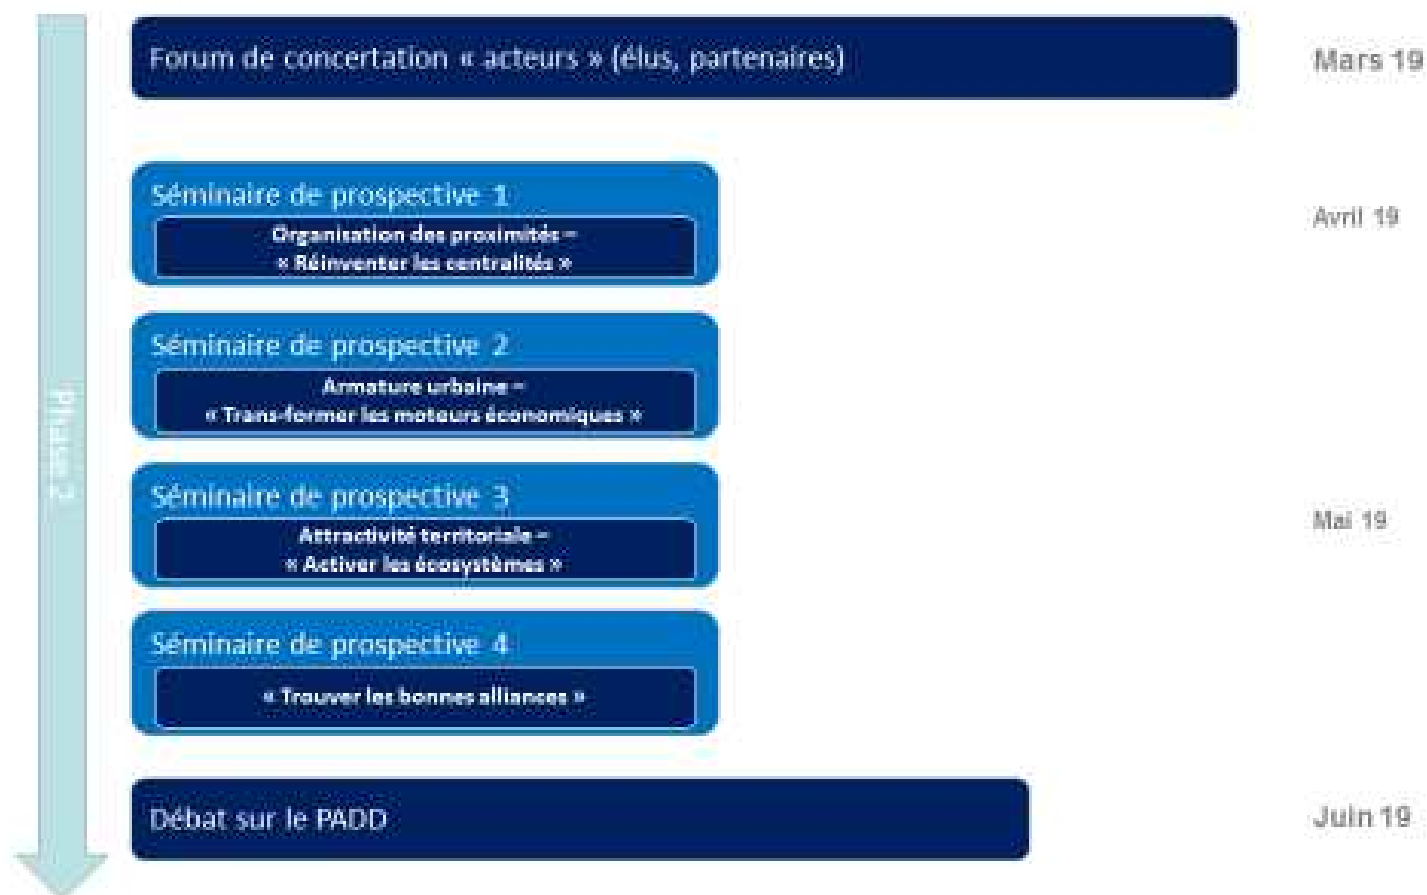 Forum de concertation « acteurs » (élus, partenaires)
Mars 19
Séminaire de prospective 1
Organisation des proximités –
« Réinventer les centralités »
Avril 19
Séminaire de prospective 2
Armature urbaine –
« Trans-former les moteurs économiques »
Phase 2
Séminaire de prospective 3
Attractivité territoriale –
« Activer les écosystèmes »
Mai 19
Séminaire de prospective 4
« Trouver les bonnes alliances »
Débat sur le PADD
Juin 19